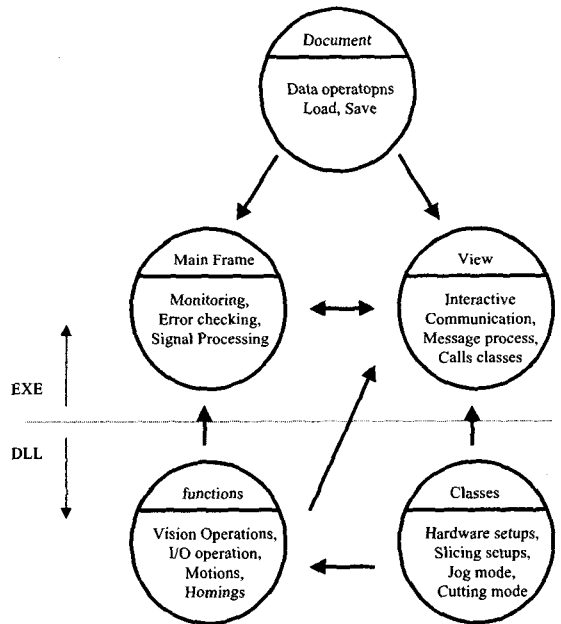 Document
Data operatopns
Load, Save
Main Frame
Monitoring,
Error checking,
Signal Processing
View
Interactive
Communication,
Message process,
Calls classes
EXE
DLL
functions
Vision Operations,
I/O operation,
Motions,
Homings
Classes
Hardware setups,
Slicing setups,
Jog mode,
Cutting mode